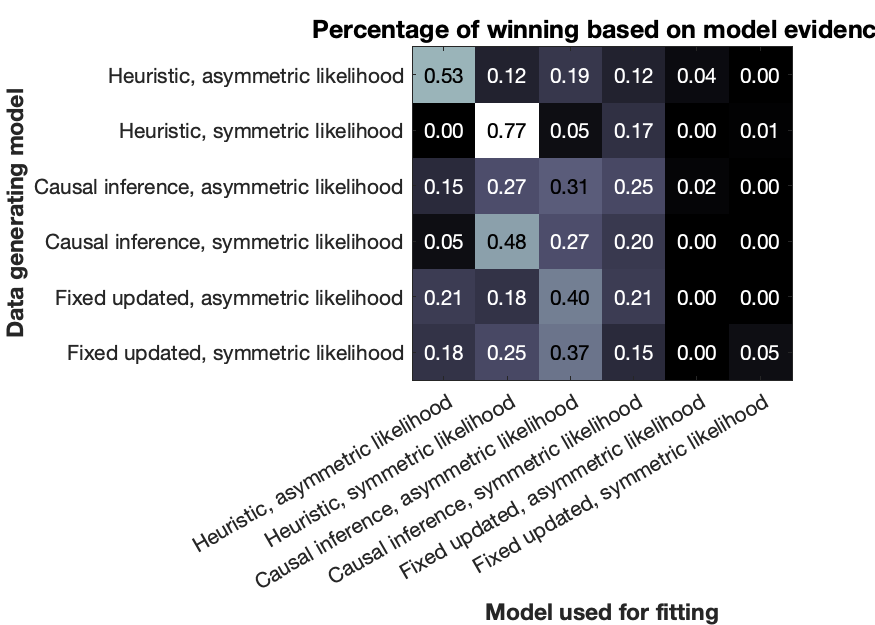 Percentage of winning based on model evidenc
Data generating model
Heuristic, asymmetric likelihood 0.53 0.12 0.19 0.12 0.04 0.00
Heuristic, symmetric likelihood 0.00 0.77 0.05 0.17 0.00 0.01
Causal inference, asymmetric likelihood 0.15 0.27 0.31 0.25 0.02 0.00
Causal inference, symmetric likelihood 0.05 0.48 0.27 0.20 0.00 0.00
Fixed updated, asymmetric likelihood 0.21 0.18 0.40 0.21 0.00 0.00
Fixed updated, symmetric likelihood 0.18 0.25 0.37 0.15 0.00 0.05
Heuristic, asymmetric likelihood
Heuristic, symmetric likelihood
Causal inference, asymmetric likelihood
Causal inference, symmetric likelihood
Fixed updated, asymmetric likelihood
Fixed updated, symmetric likelihood
Model used for fitting